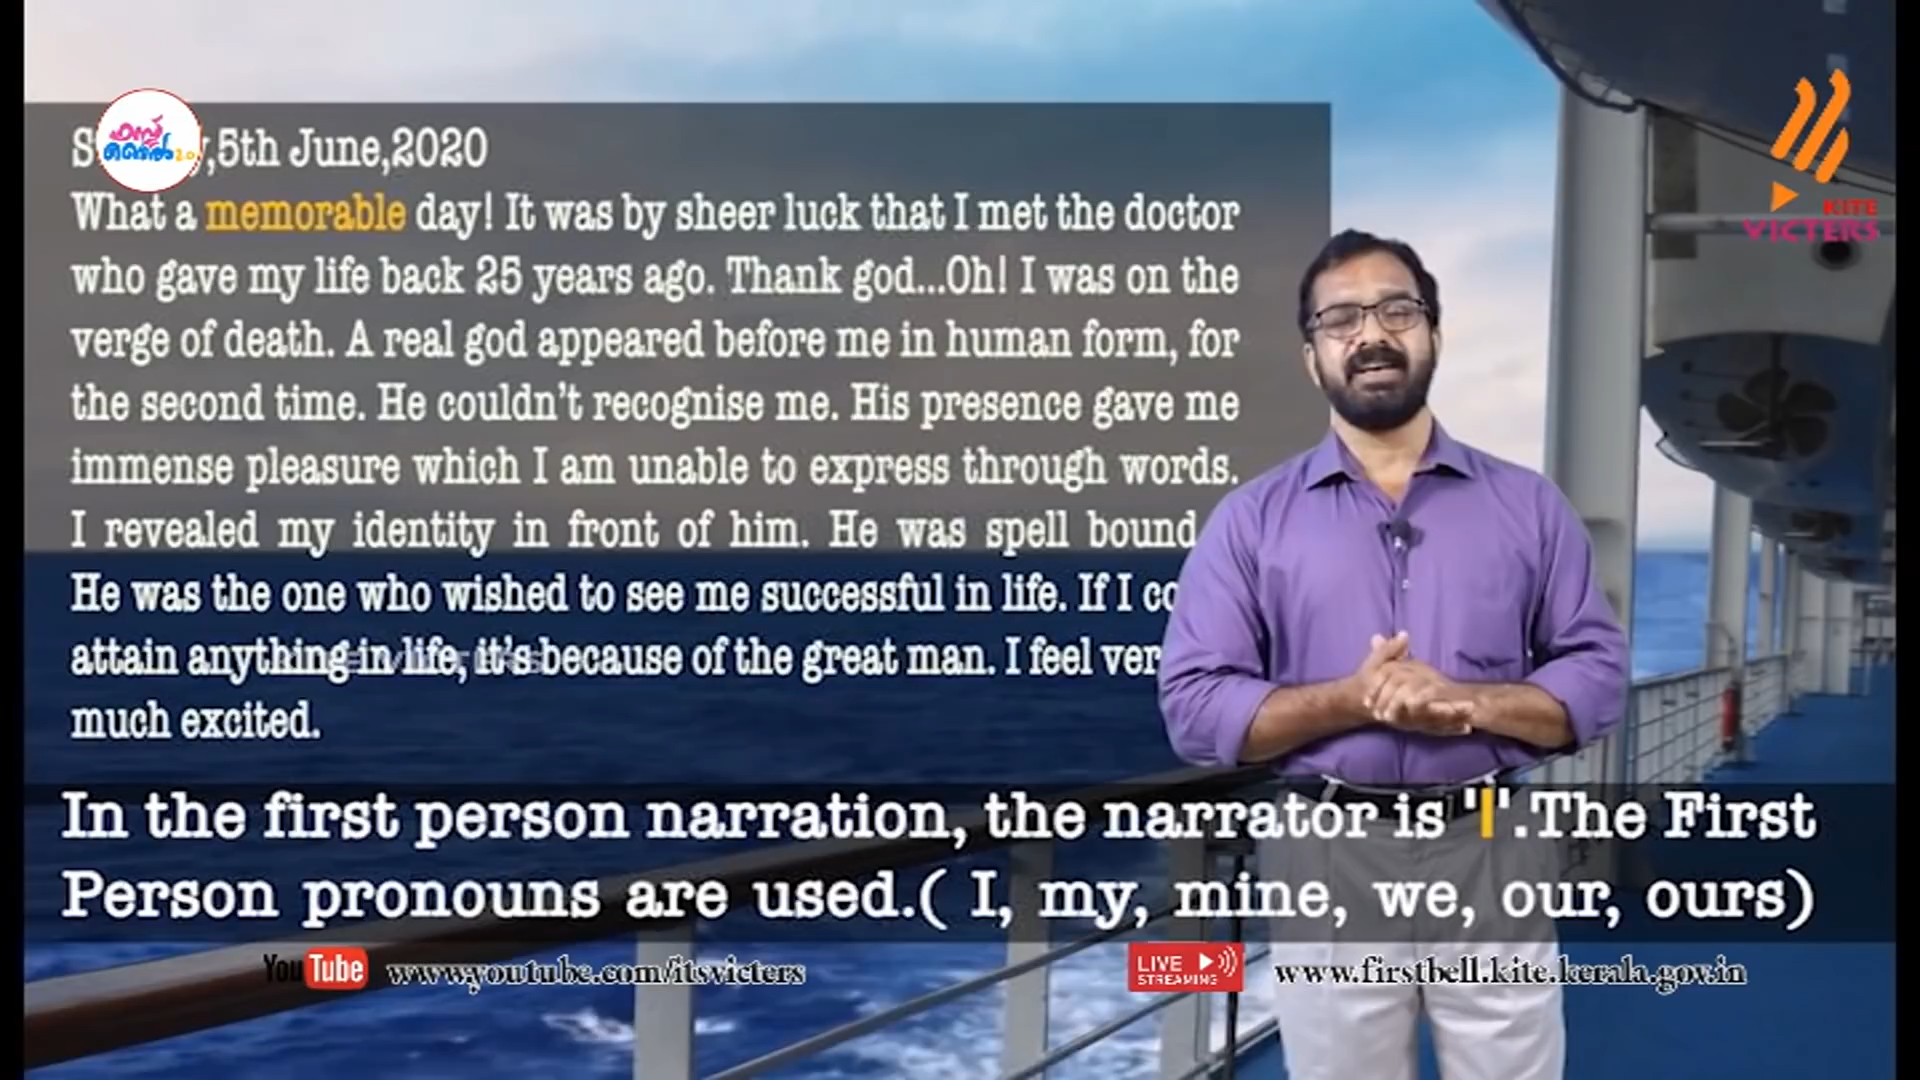 ഫസ്റ്റ്
ബെൽ 2.0
,5th June,2020
What a memorable day! It was by sheer luck that I met the doctor
who gave my life back 25 years ago. Thank god...Oh! I was on the
verge of death. A real god appeared before me in human form, for
the second time. He couldn't recognise me. His presence gave me
immense pleasure which I am unable to express through words.
I revealed my identity in front of him. He was spell bound
He was the one who wished to see me successful in life. If I
attain anything in life, it's because of the great man. I feel
much excited.
KITE
VICTERS
In the first person narration, the narrator is 'I'.The First
Person pronouns are used.( I, my, mine, we, our, ours)
YouTube www.youtube.com/itsvicters
LIVE
STREAMING
www.firstbell.kite.kerala.gov.in